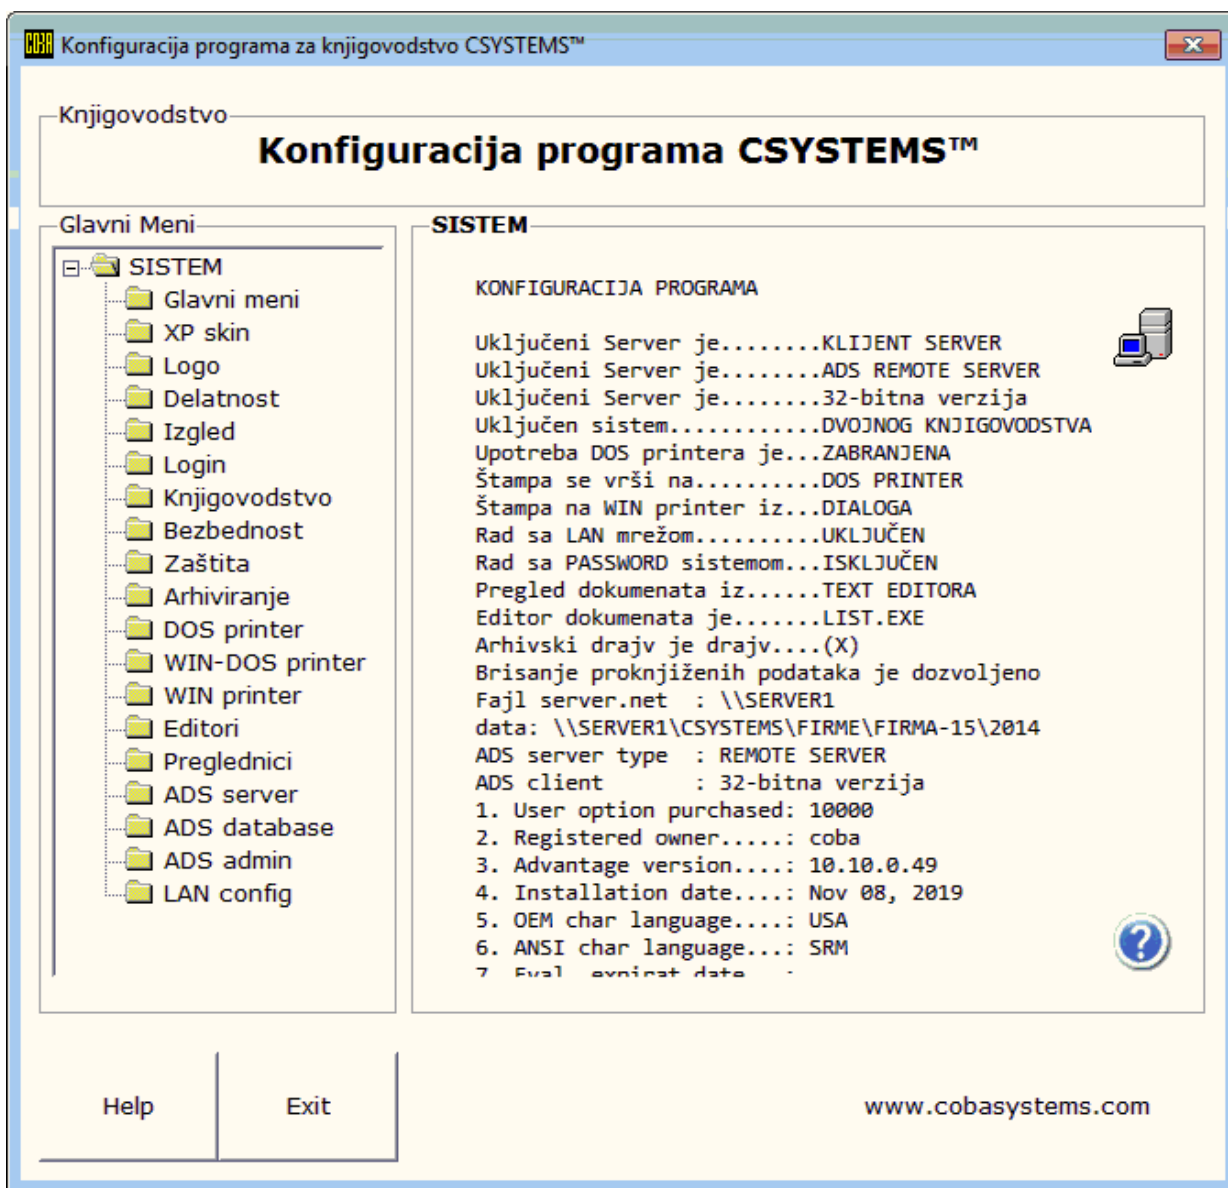 COBA Konfiguracija programa za knjigovodstvo CSYSTEMS™
Knjigovodstvo
Konfiguracija programa CSYSTEMS™
Glavni Meni
SISTEM
Glavni meni
XP skin
Logo
Delatnost
Izgled
Login
Knjigovodstvo
Bezbednost
Zaštita
Arhiviranje
DOS printer
WIN-DOS printer
WIN printer
Editori
Preglednici
ADS server
ADS database
ADS admin
LAN config
SISTEM
KONFIGURACIJA PROGRAMA
Uključeni Server je........KLIJENT SERVER
Uključeni Server je........ADS REMOTE SERVER
Uključeni Server je........32-bitna verzija
Uključen sistem............DVOJNOG KNJIGOVODSTVA
Upotreba DOS printera je...ZABRANJENA
Štampa se vrši na..........DOS PRINTER
Štampa na WIN printer iz...DIALOGA
Rad sa LAN mrežom..........UKLJUČEN
Rad sa PASSWORD sistemom...ISKLJUČEN
Pregled dokumenata iz......TEXT EDITORA
Editor dokumenata je.......LIST.EXE
Arhivski drajv je drajv....(X)
Brisanje proknjiženih podataka je dozvoljeno
Fajl server.net  : \\SERVER1
data: \\SERVER1\CSYSTEMS\FIRME\FIRMA-15\2014
ADS server type  : REMOTE SERVER
ADS client       : 32-bitna verzija
1. User option purchased: 10000
2. Registered owner.....: coba
3. Advantage version....: 10.10.0.49
4. Installation date....: Nov 08, 2019
5. OEM char language....: USA
6. ANSI char language...: SRM
7. Eval. expirat date...:
Help
Exit
www.cobasystems.com